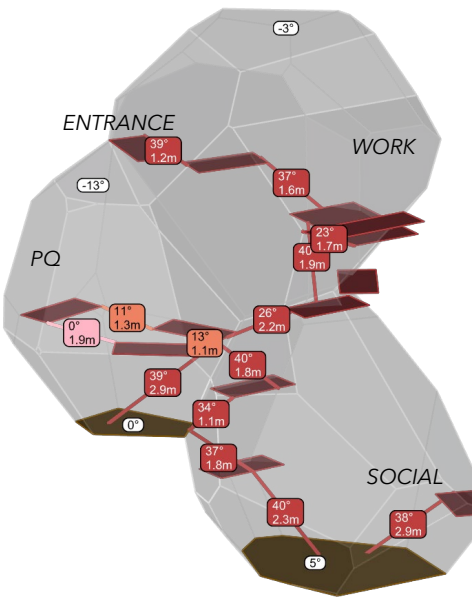 -3°
ENTRANCE
39°
1.2m
WORK
37°
1.6m
-13°
23°
1.7m
40
1.9m
PQ
11°
1.3m
26°
2.2m
0°
1.9m
13°
1.1m
40°
1.8m
39°
2.9m
34°
1.1m
0°
37°
1.8m
SOCIAL
40°
2.3m
38°
2.9m
5°